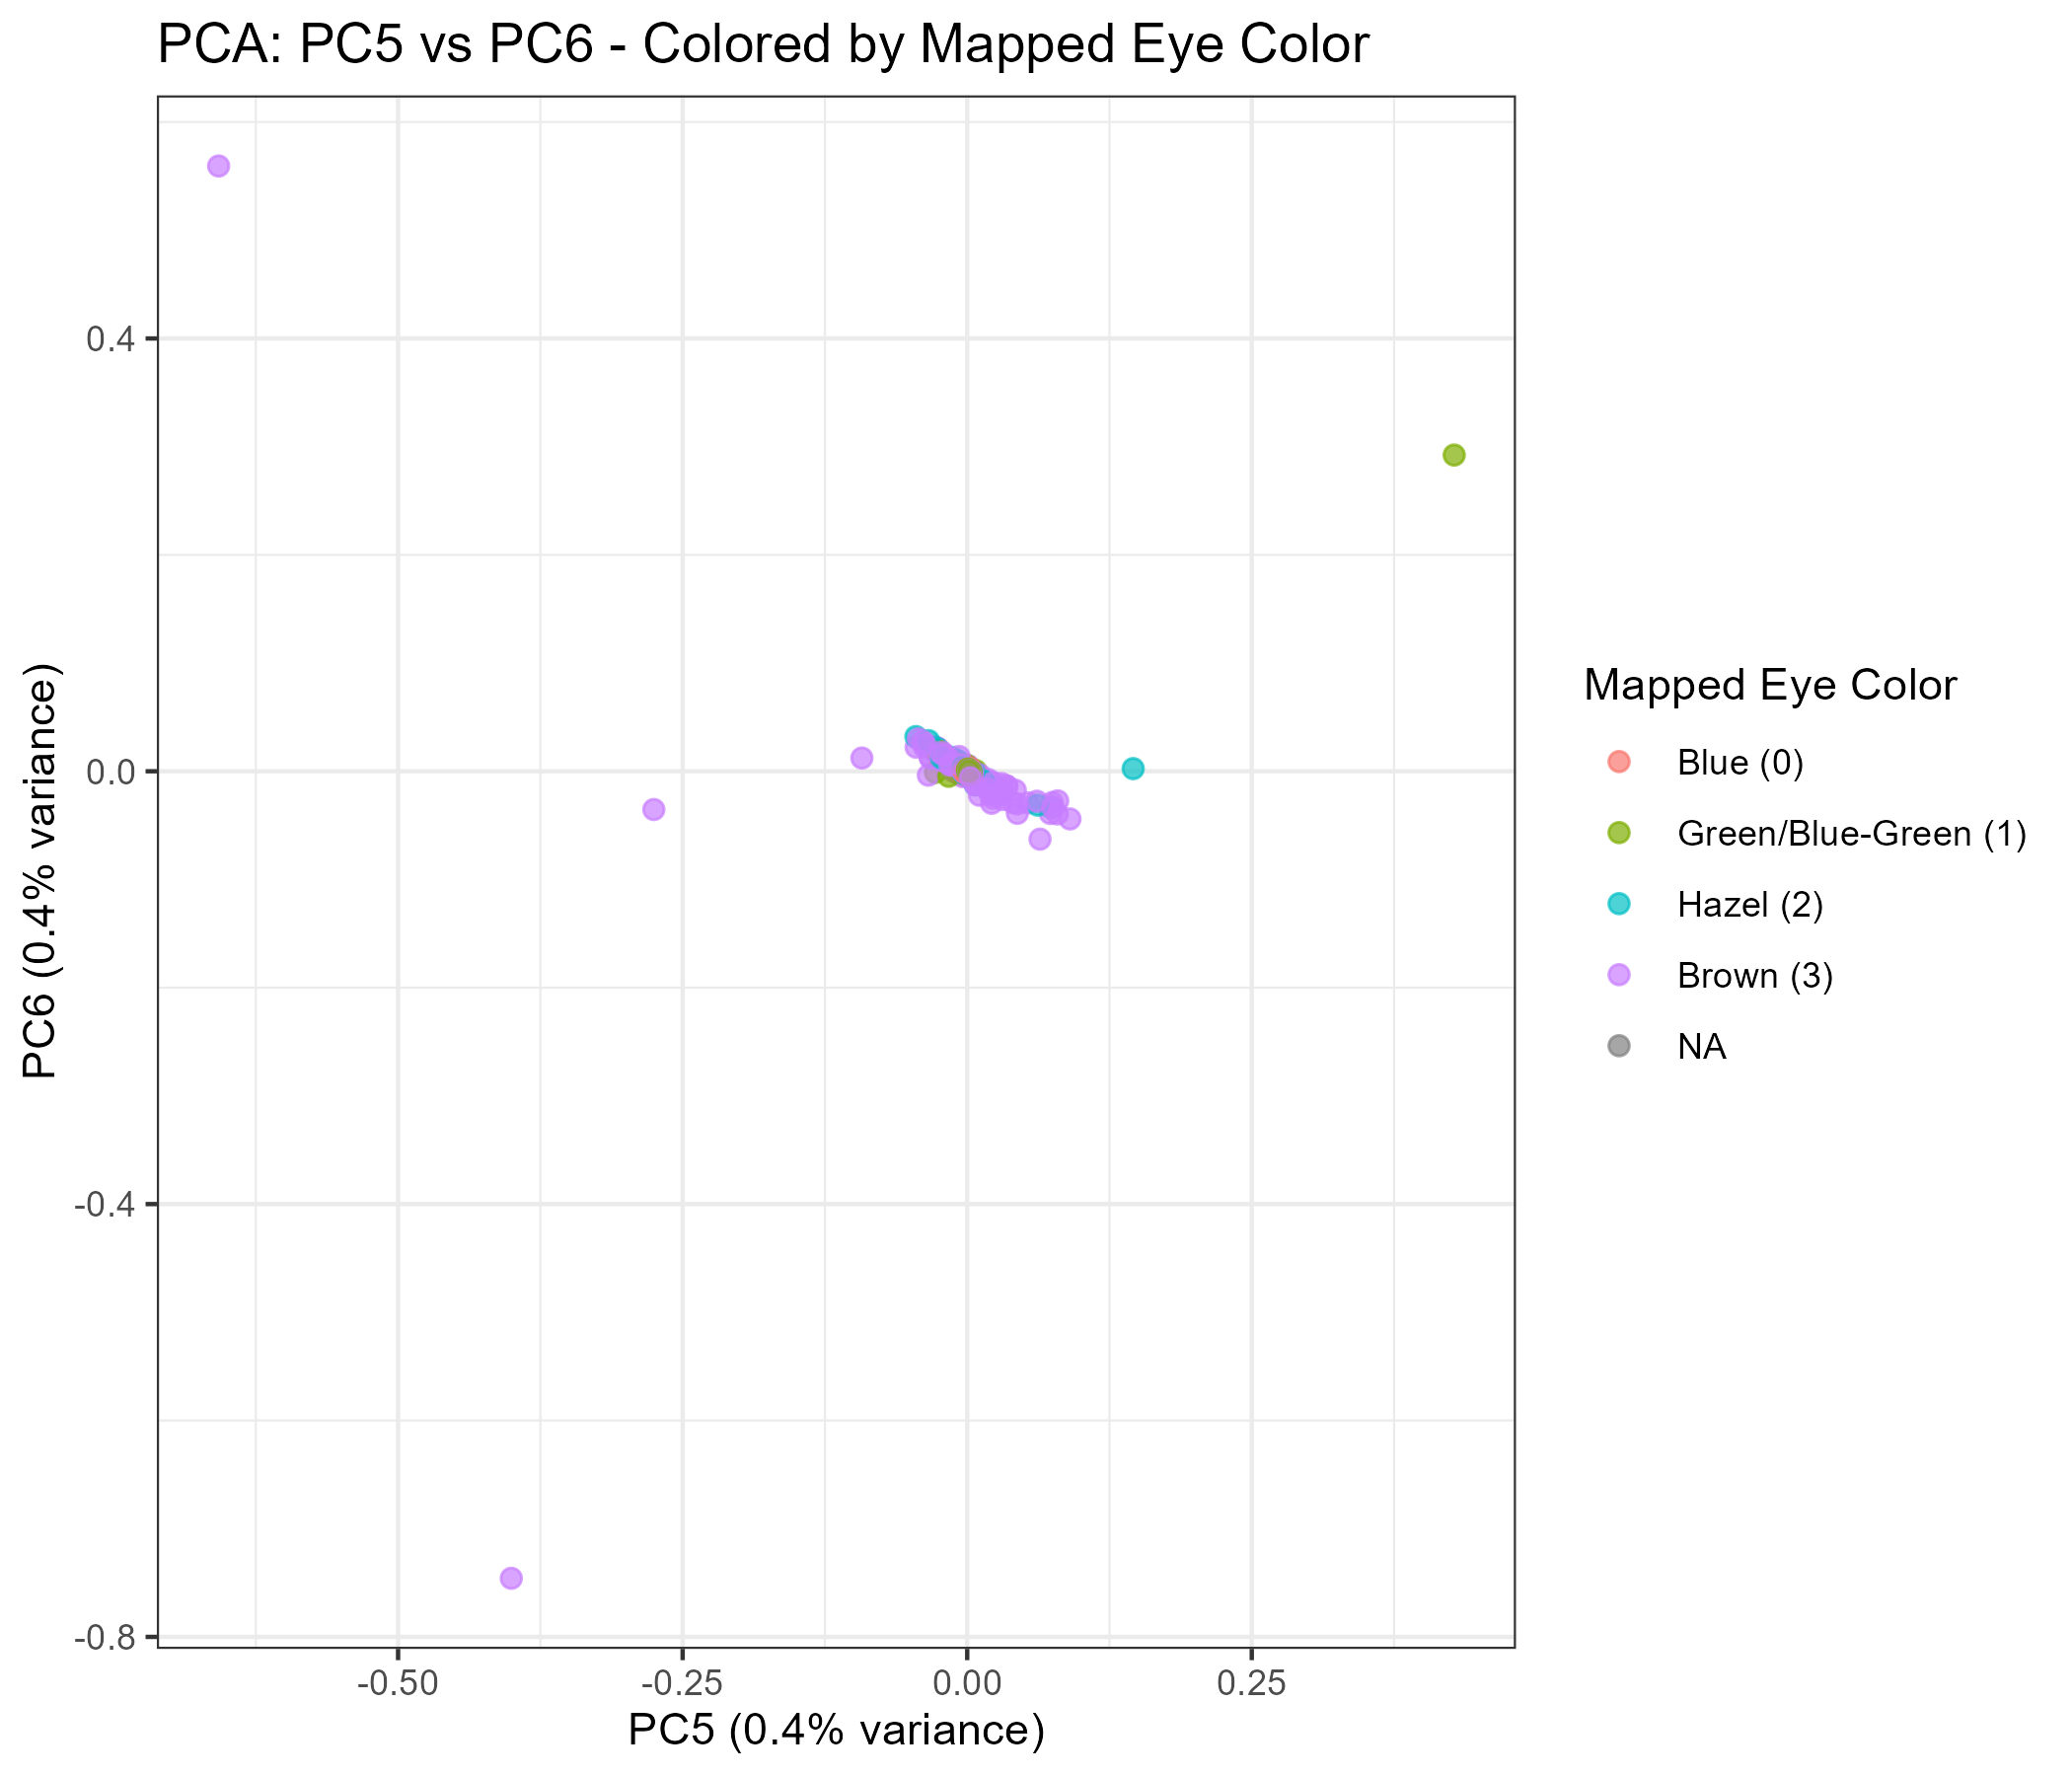 PCA: PC5 vs PC6 - Colored by Mapped Eye Color
PC6 (0.4% variance)
0.4
0.0
-0.4
-0.8
-0.50
-0.25
0.00
0.25
PC5 (0.4% variance)
Mapped Eye Color
Blue (0)
Green/Blue-Green (1)
Hazel (2)
Brown (3)
NA